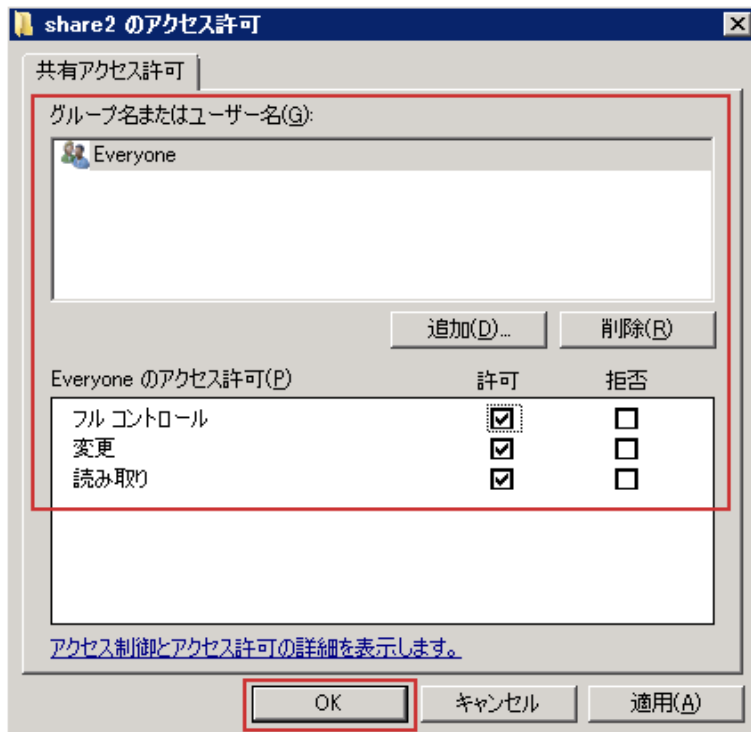 share2 のアクセス許可
共有アクセス許可
グループ名またはユーザー名(G):
Everyone
追加(D)... 削除(R)
Everyone のアクセス許可(P) 許可 拒否
フル コントロール
変更
読み取り
アクセス制御とアクセス許可の詳細を表示します。
OK キャンセル 適用(A)